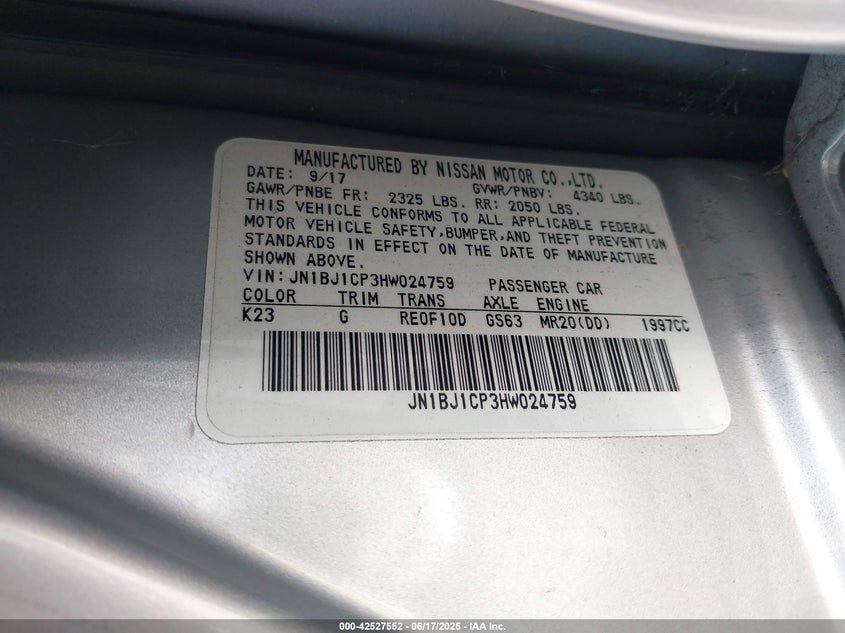 MANUFACTURED BY NISSAN MOTOR CO.,LTD.
DATE: 9/17 GVWR/PNBV: 4340 LBS.
GAWR/PNBE FR: 2325 LBS. RR: 2050 LBS.
THIS VEHICLE CONFORMS TO ALL APPLICABLE FEDERAL
MOTOR VEHICLE SAFETY,BUMPER,AND THEFT PREVENTION
STANDARDS IN EFFECT ON THE DATE OF MANUFACTURE
SHOWN ABOVE.
VIN:JN1BJ1CP3HW024759 PASSENGER CAR
COLOR TRIM TRANS AXLE ENGINE
K23 G RE0F10D GS63 MR20(DD) 1997CC
JN1BJ1CP3HW024759
000-42527552 - 06/17/2025 - IAA Inc.